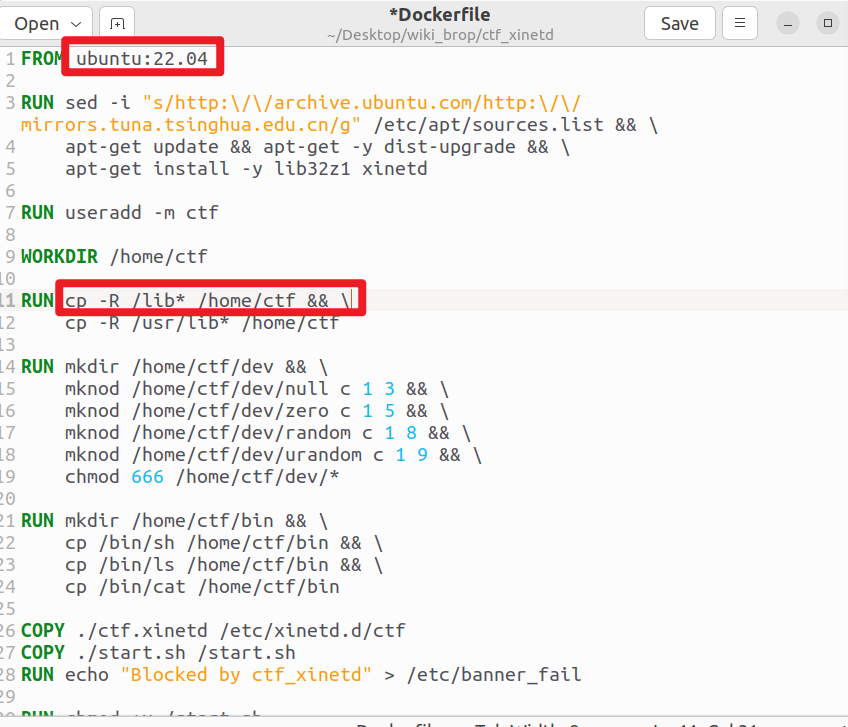 Open
*Dockerfile
~/Desktop/wiki_brop/ctf_xinetd
Save
1 FROM ubuntu:22.04
2
3 RUN sed -i "s/http:\/\/archive.ubuntu.com/http:\/\/
mirrors.tuna.tsinghua.edu.cn/g" /etc/apt/sources.list && \
4 apt-get update && apt-get -y dist-upgrade && \
5 apt-get install -y lib32z1 xinetd
6
7 RUN useradd -m ctf
8
9 WORKDIR /home/ctf
10
11 RUN cp -R /lib* /home/ctf && \
12 cp -R /usr/lib* /home/ctf
13
14 RUN mkdir /home/ctf/dev && \
15 mknod /home/ctf/dev/null c 1 3 && \
16 mknod /home/ctf/dev/zero c 1 5 && \
17 mknod /home/ctf/dev/random c 1 8 && \
18 mknod /home/ctf/dev/urandom c 1 9 && \
19 chmod 666 /home/ctf/dev/*
20
21 RUN mkdir /home/ctf/bin && \
22 cp /bin/sh /home/ctf/bin && \
23 cp /bin/ls /home/ctf/bin && \
24 cp /bin/cat /home/ctf/bin
25
26 COPY ./ctf.xinetd /etc/xinetd.d/ctf
27 COPY ./start.sh /start.sh
28 RUN echo "Blocked by ctf_xinetd" > /etc/banner_fail
29
30 RUN chmod +x /start.sh